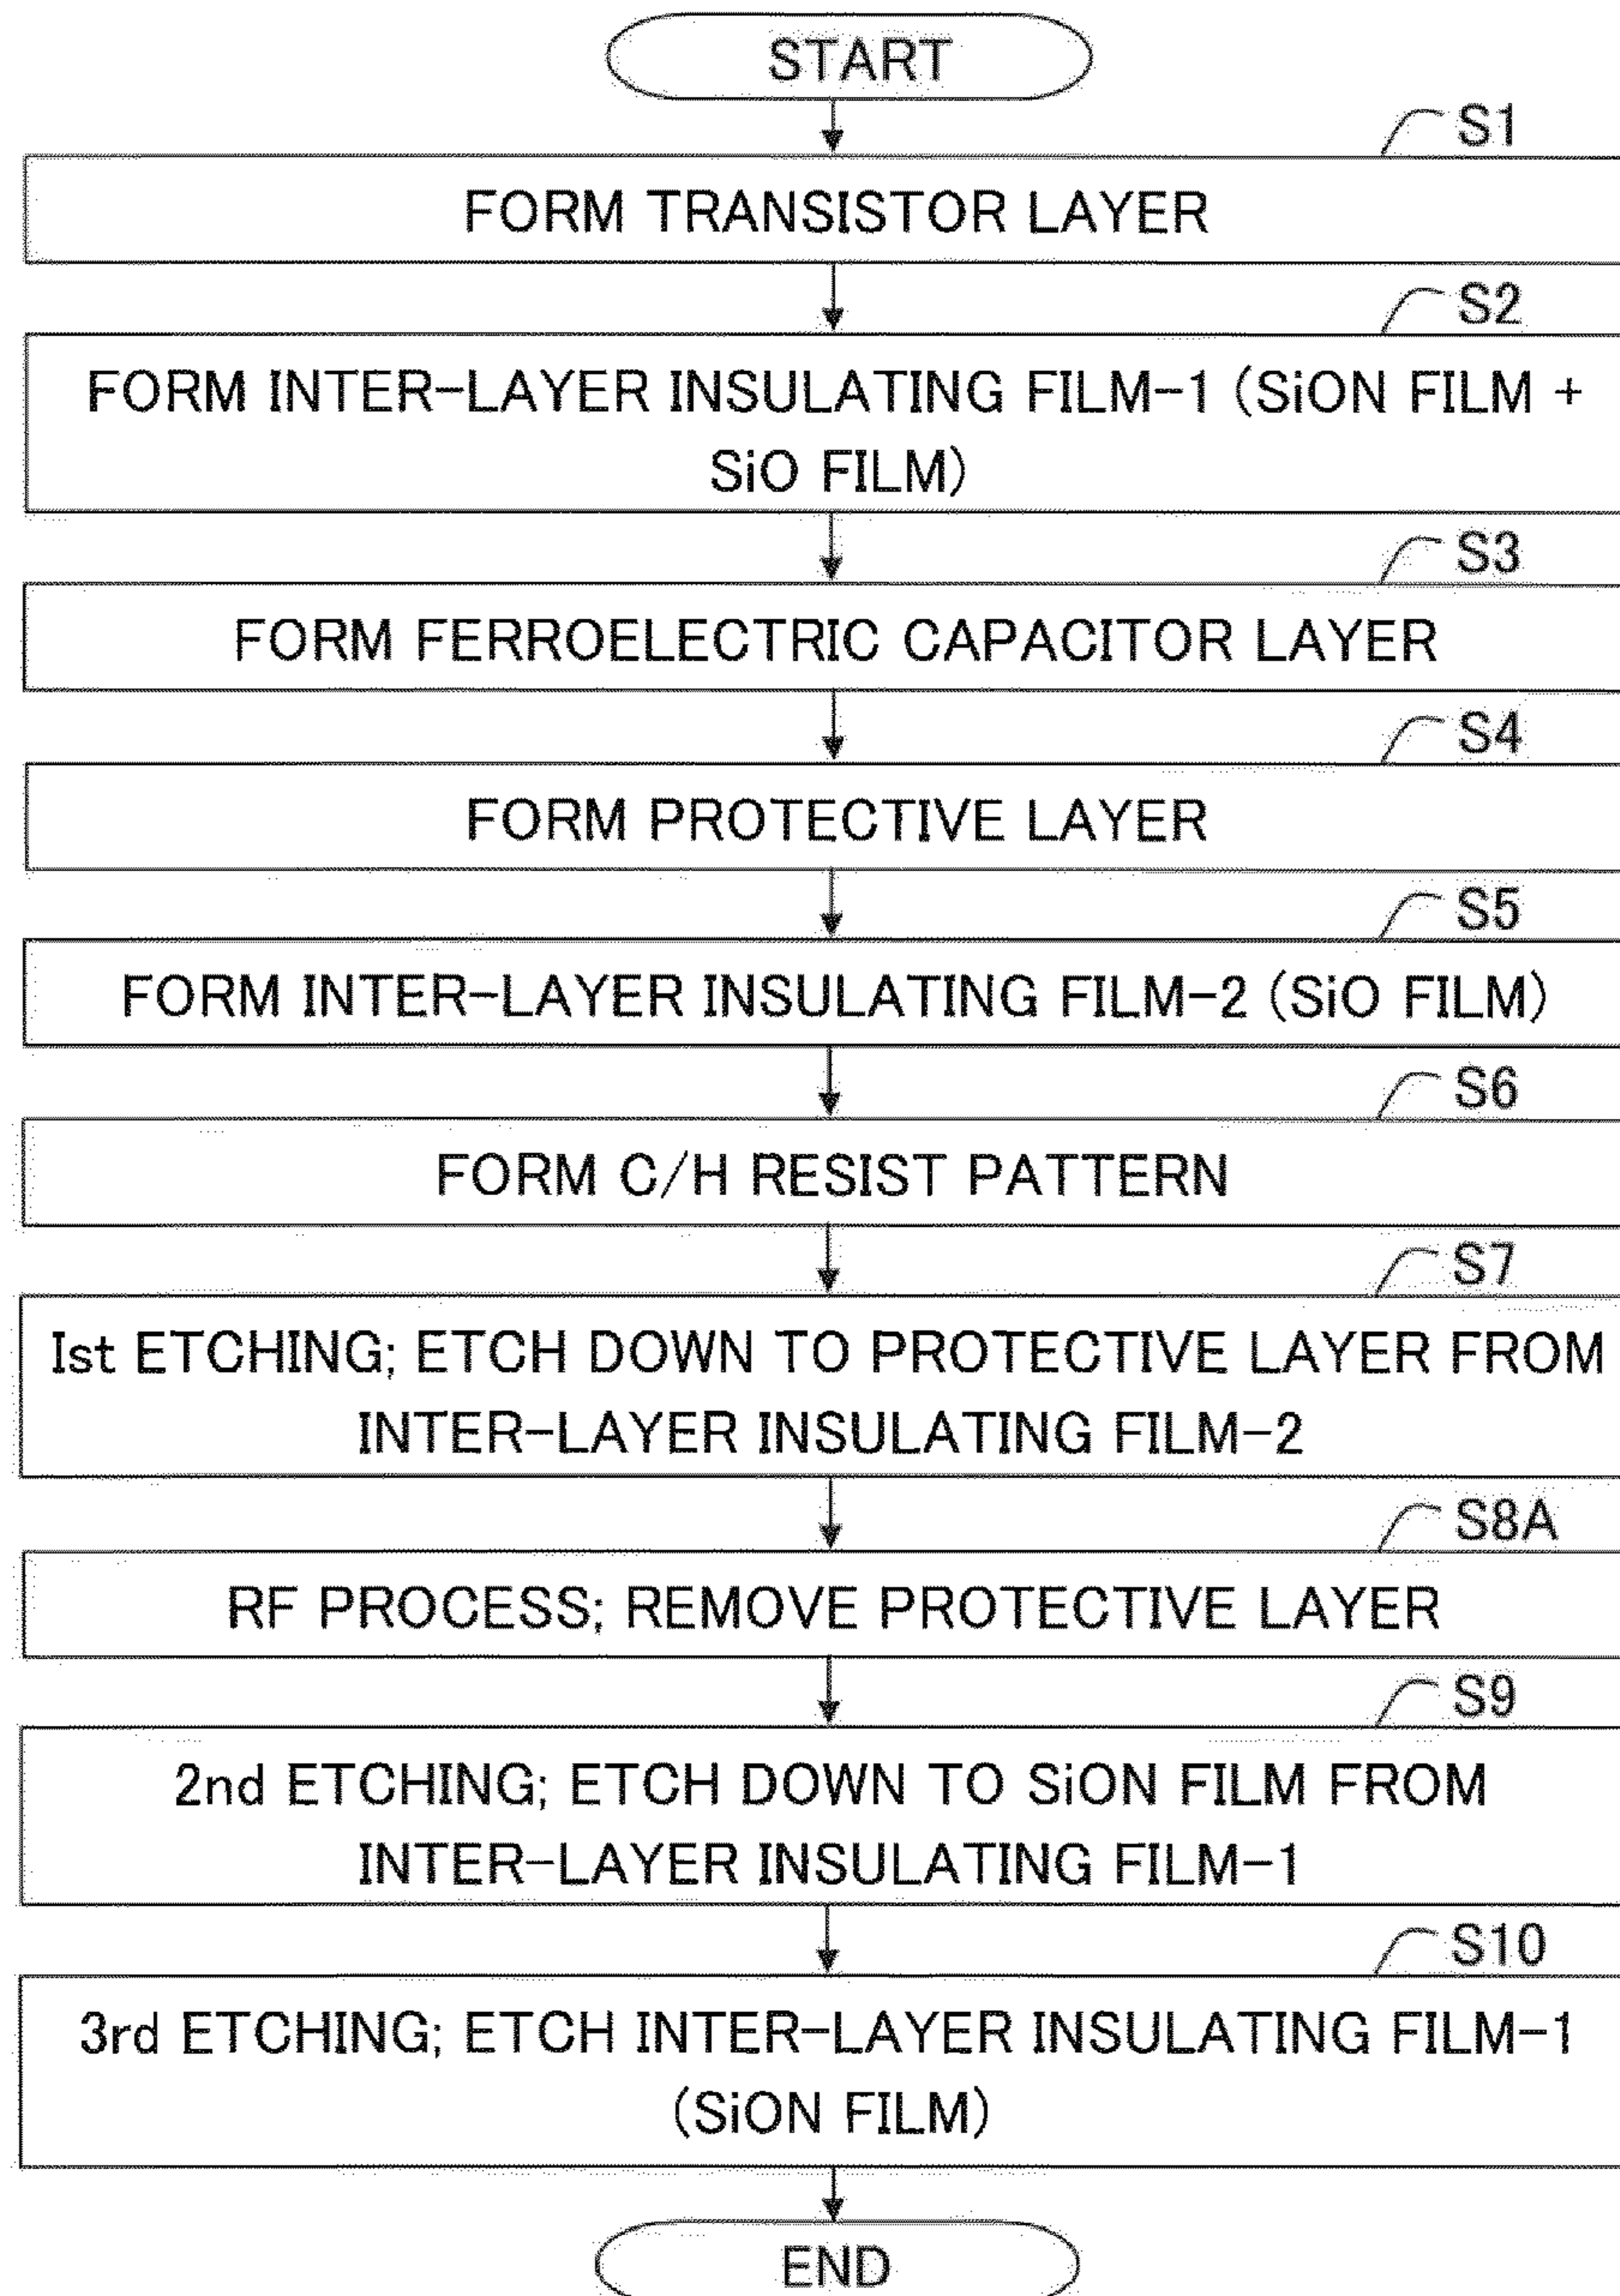 START
S1
FORM TRANSISTOR LAYER
S2
FORM INTER-LAYER INSULATING FILM-1 (SiON FILM +
SiO FILM)
S3
FORM FERROELECTRIC CAPACITOR LAYER
S4
FORM PROTECTIVE LAYER
S5
FORM INTER-LAYER INSULATING FILM-2 (SiO FILM)
S6
FORM C/H RESIST PATTERN
S7
Ist ETCHING; ETCH DOWN TO PROTECTIVE LAYER FROM
INTER-LAYER INSULATING FILM-2
S8A
RF PROCESS; REMOVE PROTECTIVE LAYER
S9
2nd ETCHING; ETCH DOWN TO SiON FILM FROM
INTER-LAYER INSULATING FILM-1
S10
3rd ETCHING; ETCH INTER-LAYER INSULATING FILM-1
(SiON FILM)
END